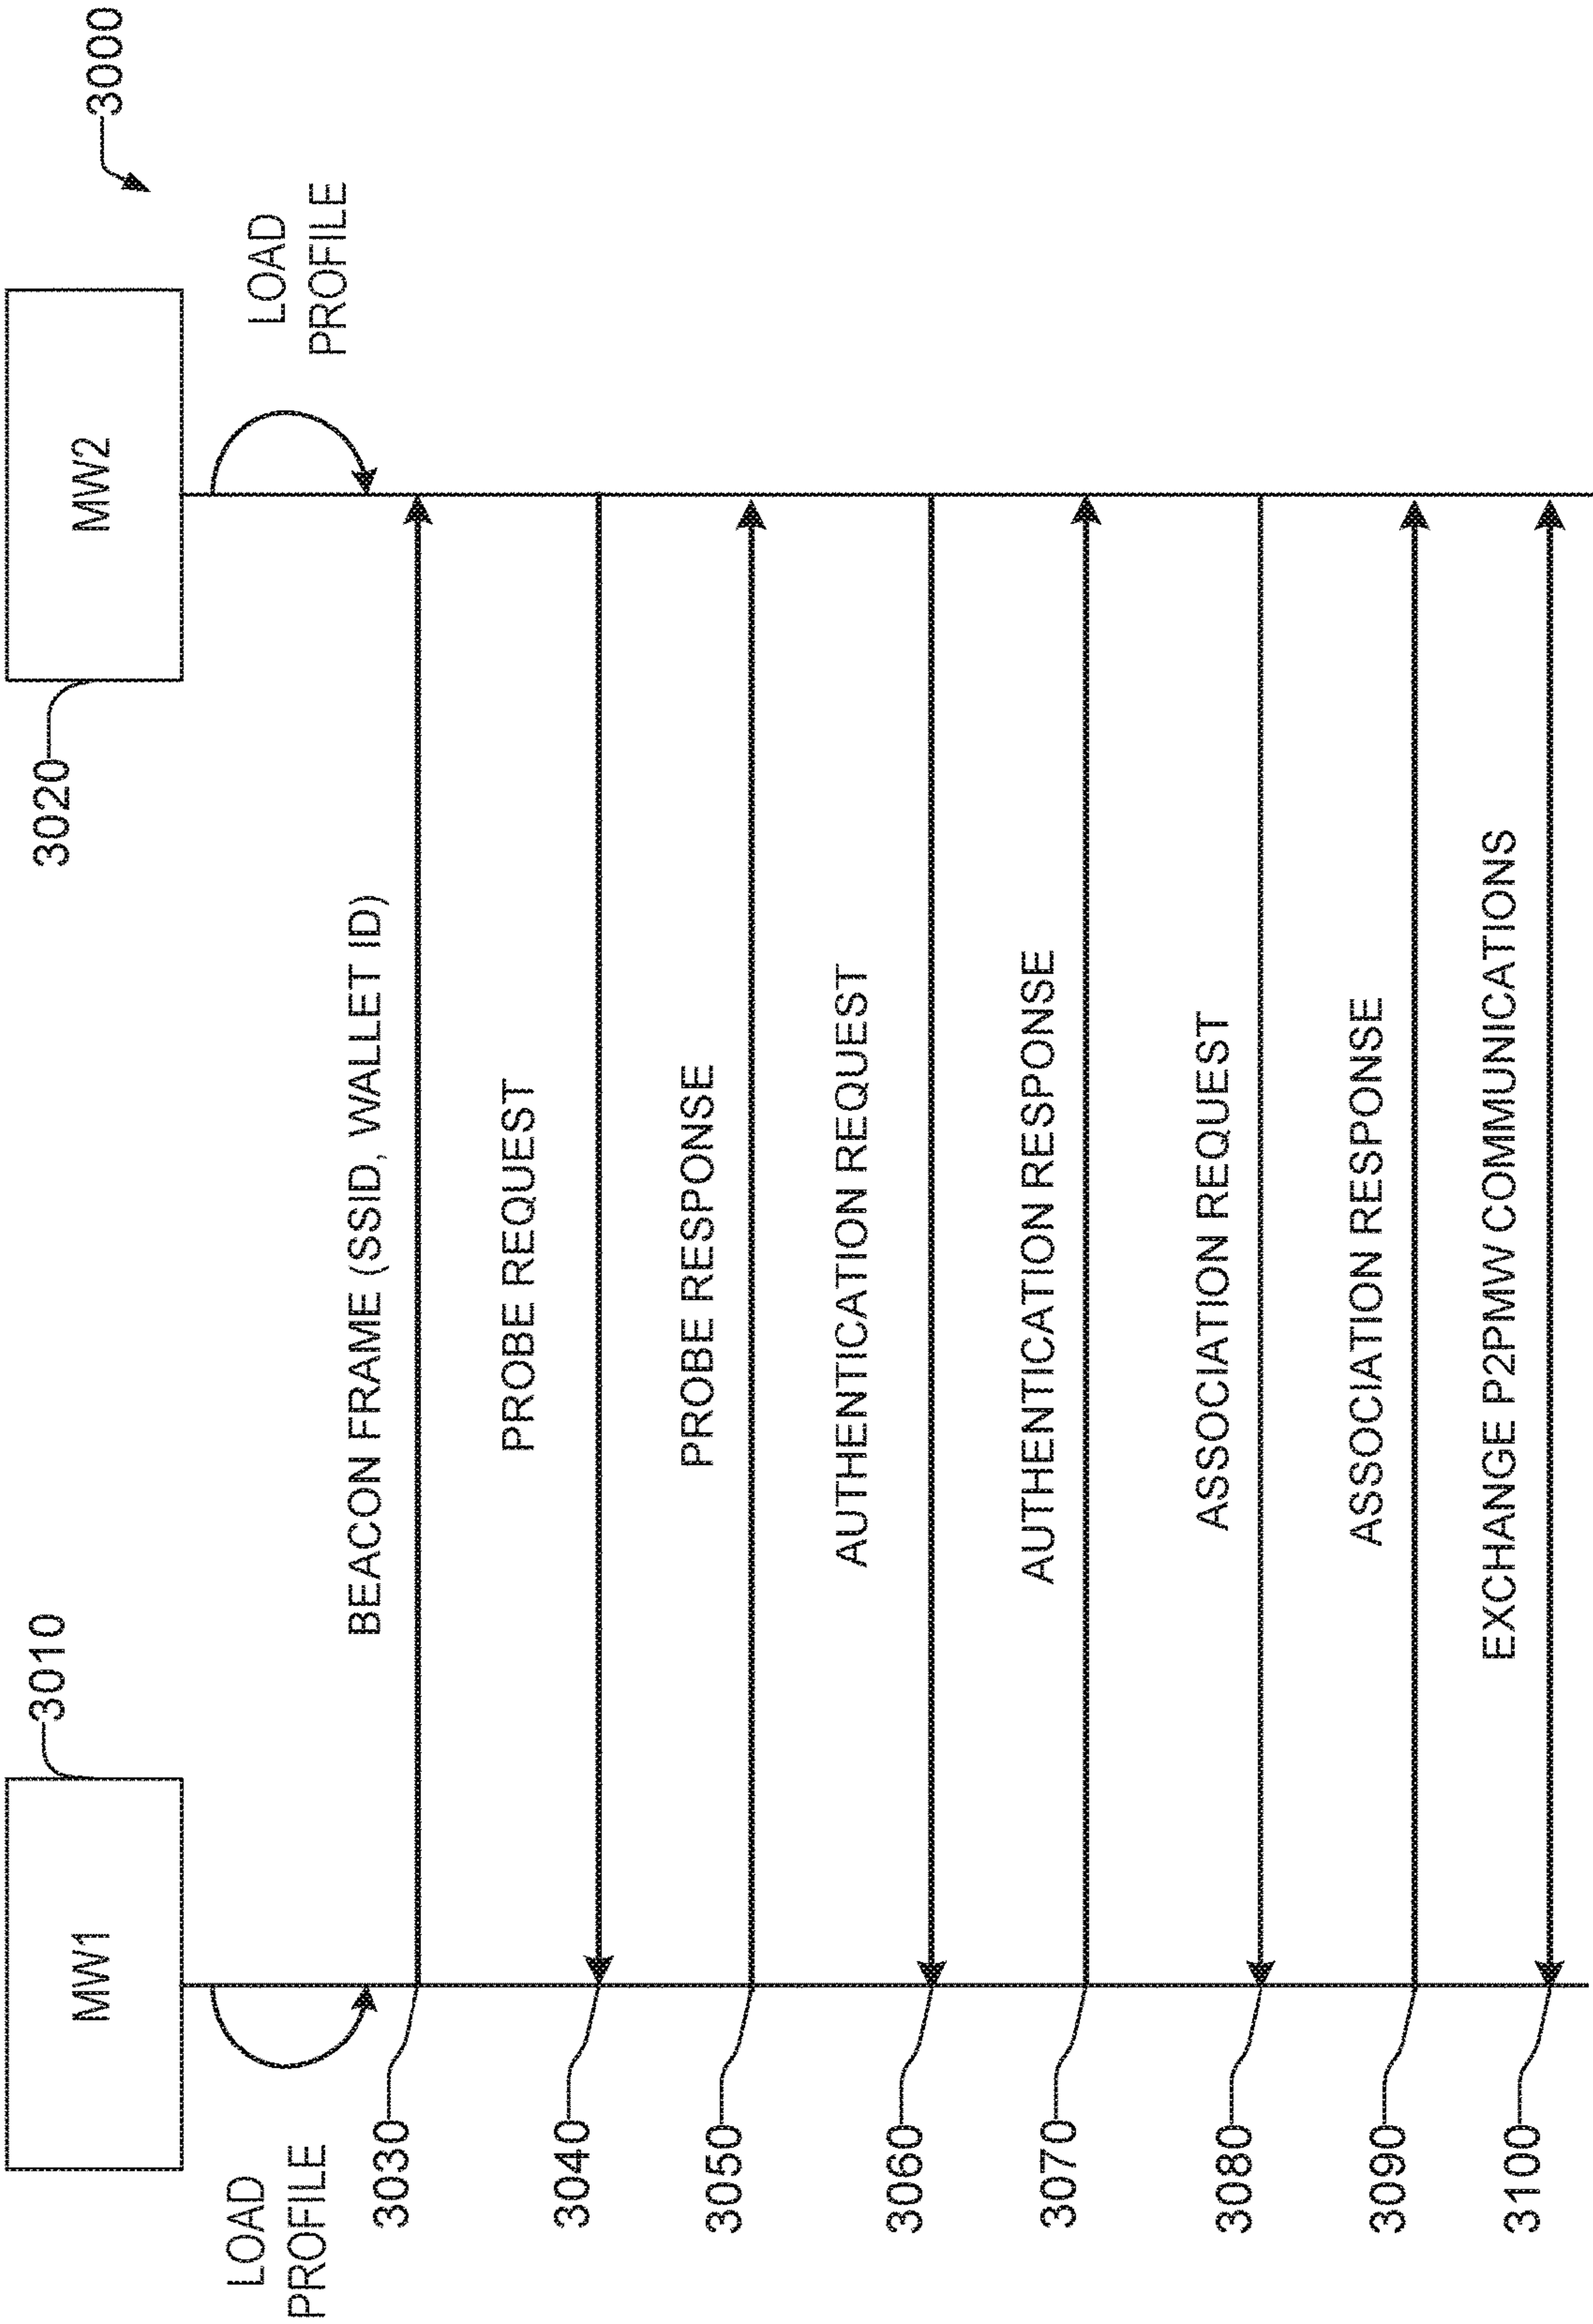 3000
MW1
3010
MW2
3020
LOAD
PROFILE
LOAD
PROFILE
3030
BEACON FRAME (SSID, WALLET ID)
3040
PROBE REQUEST
3050
PROBE RESPONSE
3060
AUTHENTICATION REQUEST
3070
AUTHENTICATION RESPONSE
3080
ASSOCIATION REQUEST
3090
ASSOCIATION RESPONSE
3100
EXCHANGE P2PMW COMMUNICATIONS